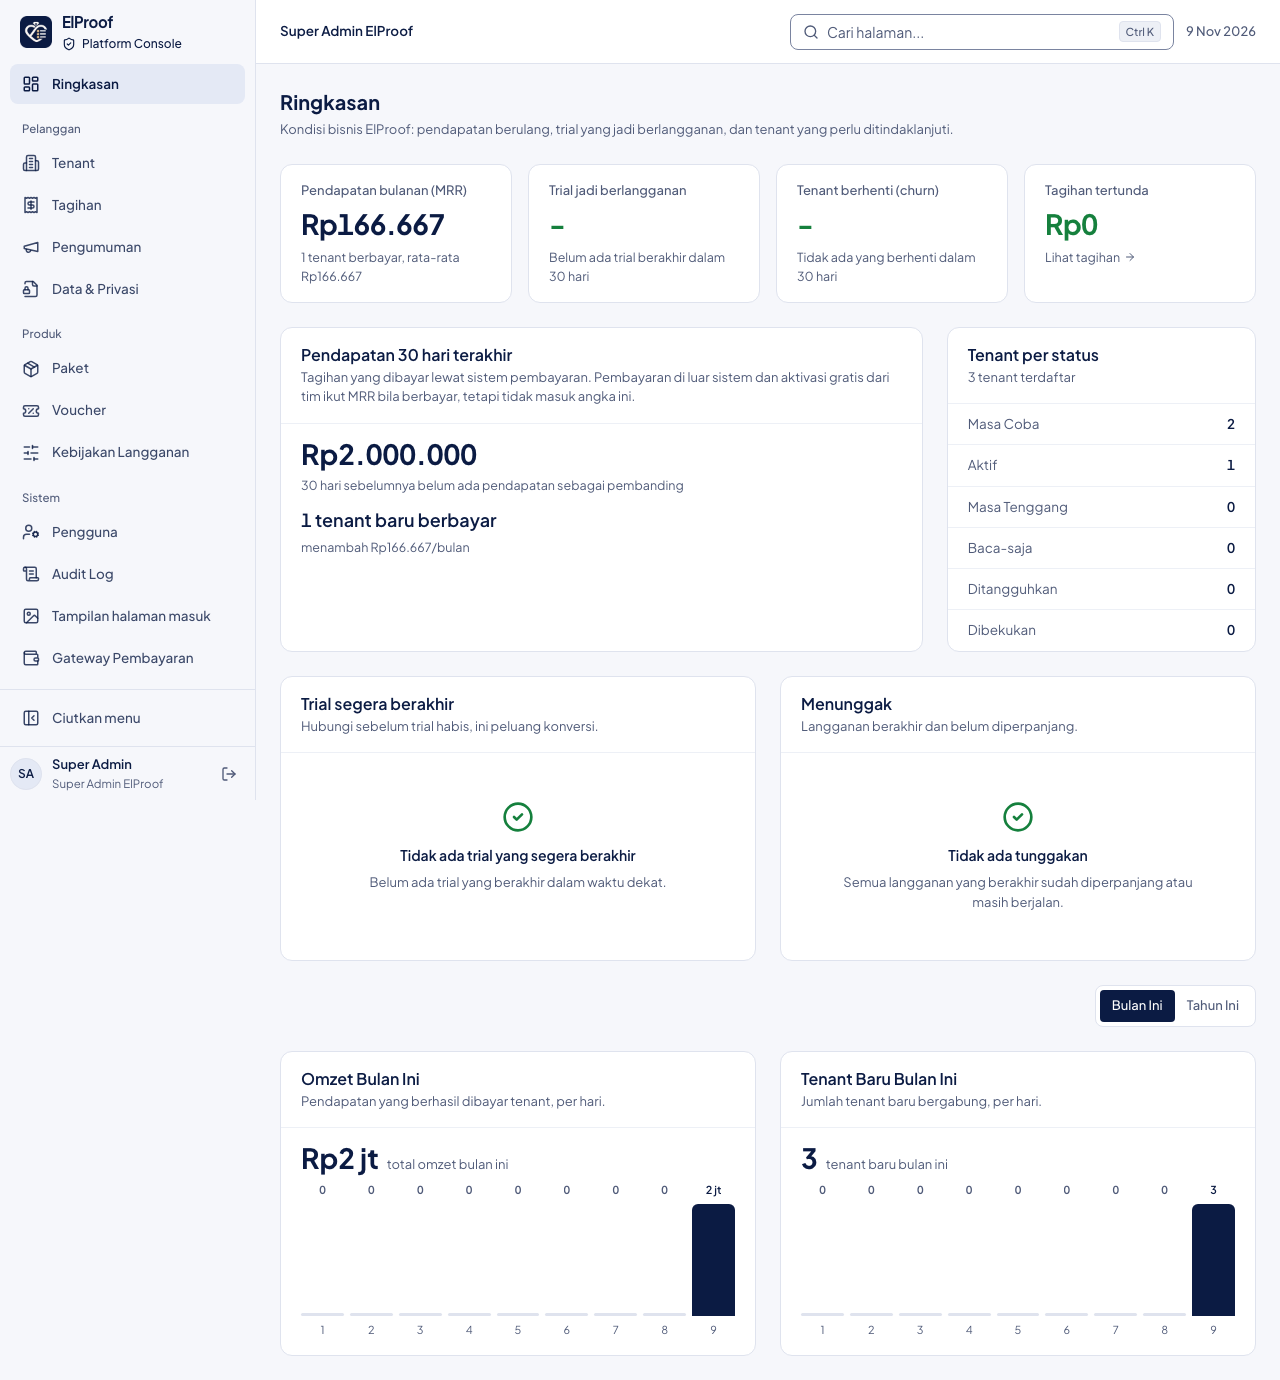 ElProof
Platform Console
Ringkasan
Pelanggan
Tenant
Tagihan
Pengumuman
Data & Privasi
Produk
Paket
Voucher
Kebijakan Langganan
Sistem
Pengguna
Audit Log
Tampilan halaman masuk
Gateway Pembayaran
Ciutkan menu
SA
Super Admin
Super Admin ElProof
Super Admin ElProof
Cari halaman...
Ctrl K
9 Nov 2026
Ringkasan
Kondisi bisnis ElProof: pendapatan berulang, trial yang jadi berlangganan, dan tenant yang perlu ditindaklanjuti.
Pendapatan bulanan (MRR)
Rp166.667
1 tenant berbayar, rata-rata
Rp166.667
Trial jadi berlangganan
–
Belum ada trial berakhir dalam
30 hari
Tenant berhenti (churn)
–
Tidak ada yang berhenti dalam
30 hari
Tagihan tertunda
Rp0
Lihat tagihan →
Pendapatan 30 hari terakhir
Tagihan yang dibayar lewat sistem pembayaran. Pembayaran di luar sistem dan aktivasi gratis dari
tim ikut MRR bila berbayar, tetapi tidak masuk angka ini.
Rp2.000.000
30 hari sebelumnya belum ada pendapatan sebagai pembanding
1 tenant baru berbayar
menambah Rp166.667/bulan
Tenant per status
3 tenant terdaftar
Masa Coba 2
Aktif 1
Masa Tenggang 0
Baca-saja 0
Ditangguhkan 0
Dibekukan 0
Trial segera berakhir
Hubungi sebelum trial habis, ini peluang konversi.
Tidak ada trial yang segera berakhir
Belum ada trial yang berakhir dalam waktu dekat.
Menunggak
Langganan berakhir dan belum diperpanjang.
Tidak ada tunggakan
Semua langganan yang berakhir sudah diperpanjang atau
masih berjalan.
Bulan Ini
Tahun Ini
Omzet Bulan Ini
Pendapatan yang berhasil dibayar tenant, per hari.
Rp2 jt total omzet bulan ini
0 0 0 0 0 0 0 0 2 jt
1 2 3 4 5 6 7 8 9
Tenant Baru Bulan Ini
Jumlah tenant baru bergabung, per hari.
3 tenant baru bulan ini
0 0 0 0 0 0 0 0 3
1 2 3 4 5 6 7 8 9